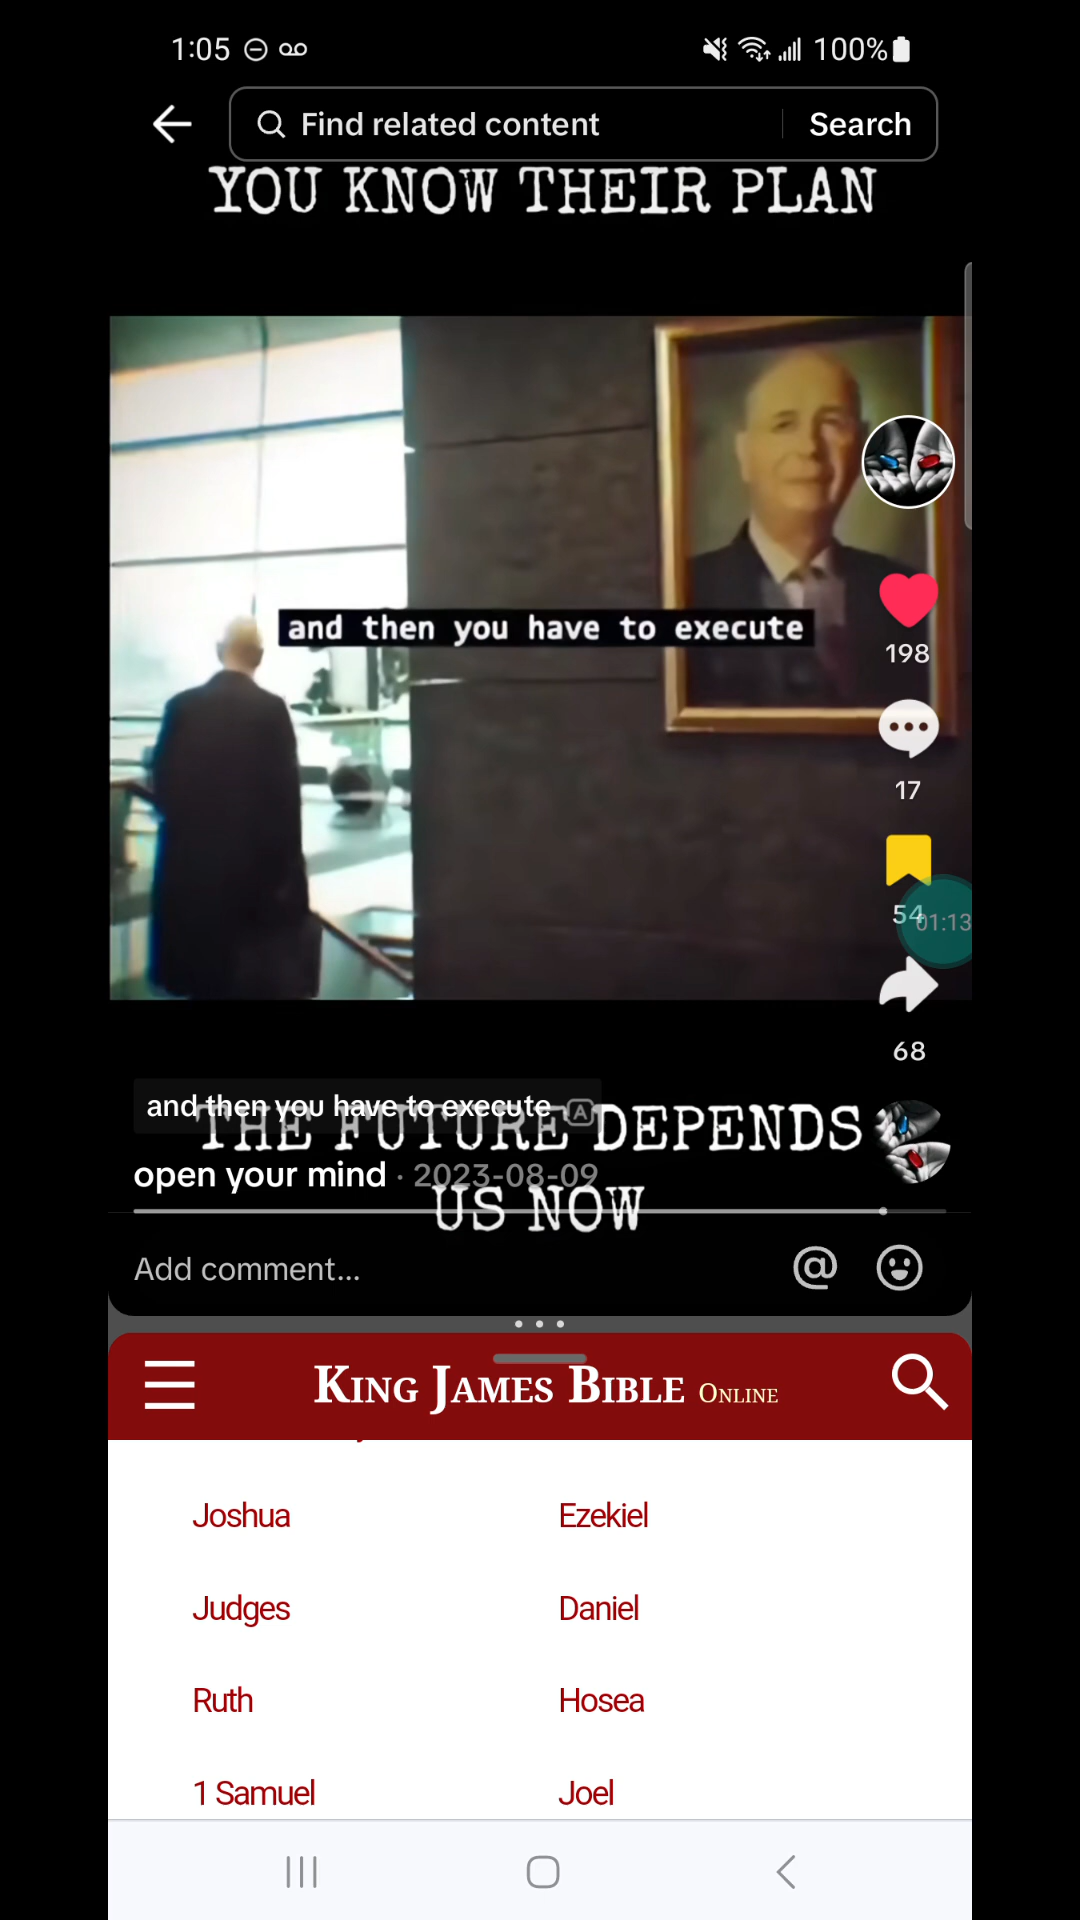 1:05
100%
Find related content
Search
YOU KNOW THEIR PLAN
and then you have to execute
198
17
54
01:13
68
and then you have to execute A
THE FUTURE DEPENDS
open your mind · 2023-08-09
US NOW
Add comment...
@
KING JAMES BIBLE ONLINE
Joshua
Ezekiel
Judges
Daniel
Ruth
Hosea
1 Samuel
Joel